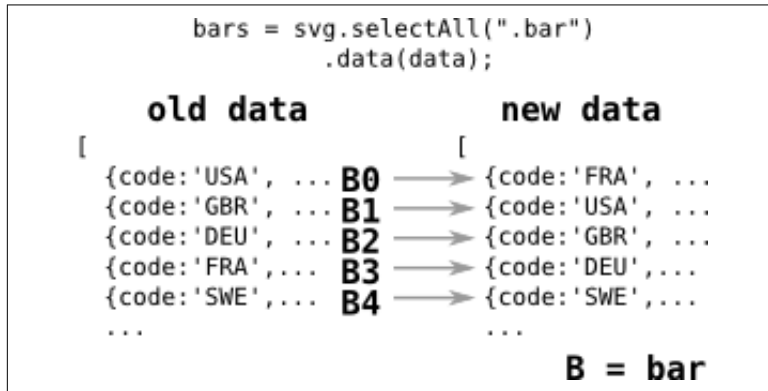 bars = svg.selectAll(".bar")
.data(data);
old data new data
[ [
{code:'USA', ... B0 {code:'FRA', ...
{code:'GBR', ... B1 {code:'USA', ...
{code:'DEU', ... B2 {code:'GBR', ...
{code:'FRA',... B3 {code:'DEU',...
{code:'SWE',... B4 {code:'SWE',...
... ...
B = bar